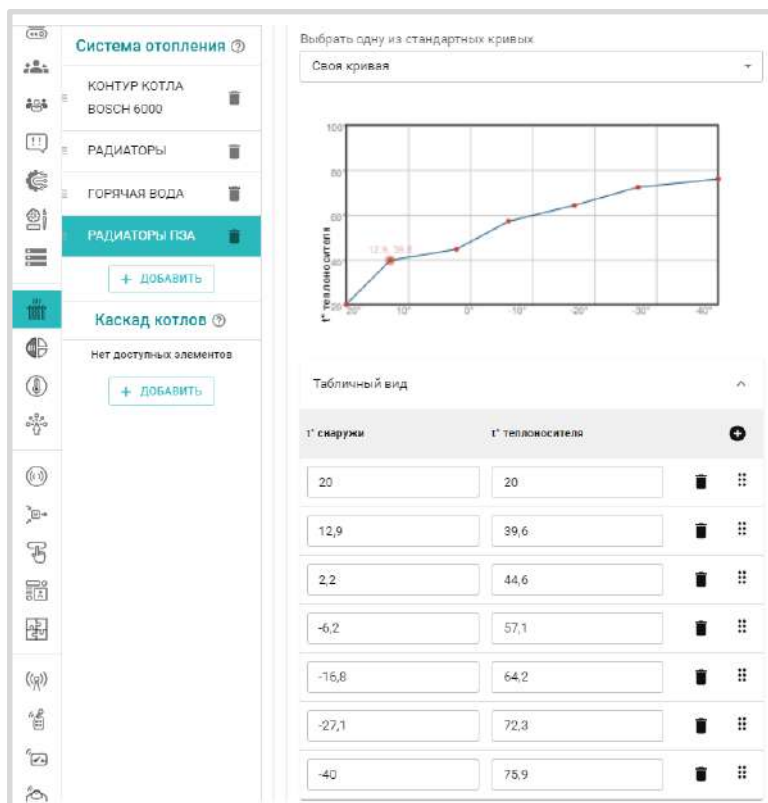 Система отопления
КОНТУР КОТЛА
BOSCH 6000
РАДИАТОРЫ
ГОРЯЧАЯ ВОДА
РАДИАТОРЫ ПЗА
+ ДОБАВИТЬ
Каскад котлов
Нет доступных элементов
+ ДОБАВИТЬ
Выбрать одну из стандартных кривых
Своя кривая
t° теплоносителя
100
80
60
40
20
20° 10° 0° -10° -20° -30° -40°
Табличный вид
t° снаружи t° теплоносителя
20 20
12,9 39,6
2,2 44,6
-6,2 57,1
-16,8 64,2
-27,1 72,3
-40 75,9